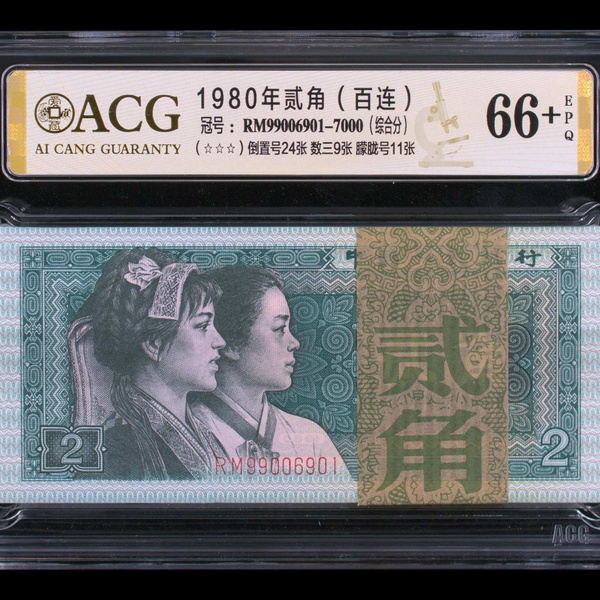 ACG
AI CANG GUARANTY
1980年贰角（百连）
冠号：RM99006901-7000（综合分）
（☆☆☆）倒置号24张 数三9张 朦胧号11张
66+
EPQ
行
贰角
2
RM99006901
2
ACG